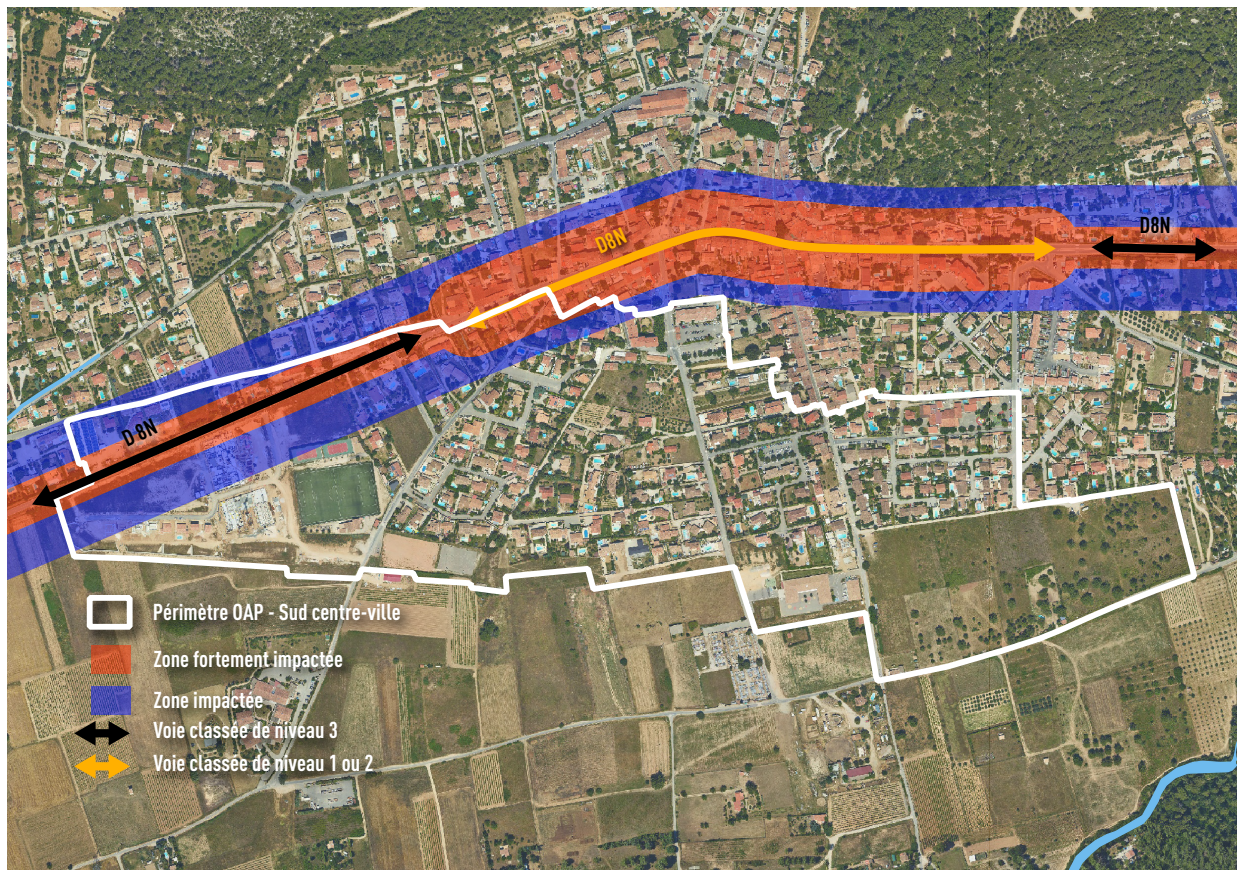 D8N
D8N
D 8N
Périmètre OAP - Sud centre-ville
Zone fortement impactée
Zone impactée
Voie classée de niveau 3
Voie classée de niveau 1 ou 2